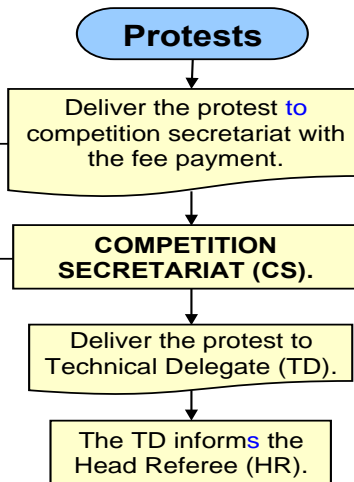 Protests
Deliver the protest to
competition secretariat with
the fee payment.
COMPETITION
SECRETARIAT (CS).
Deliver the protest to
Technical Delegate (TD).
The TD informs the
Head Referee (HR).